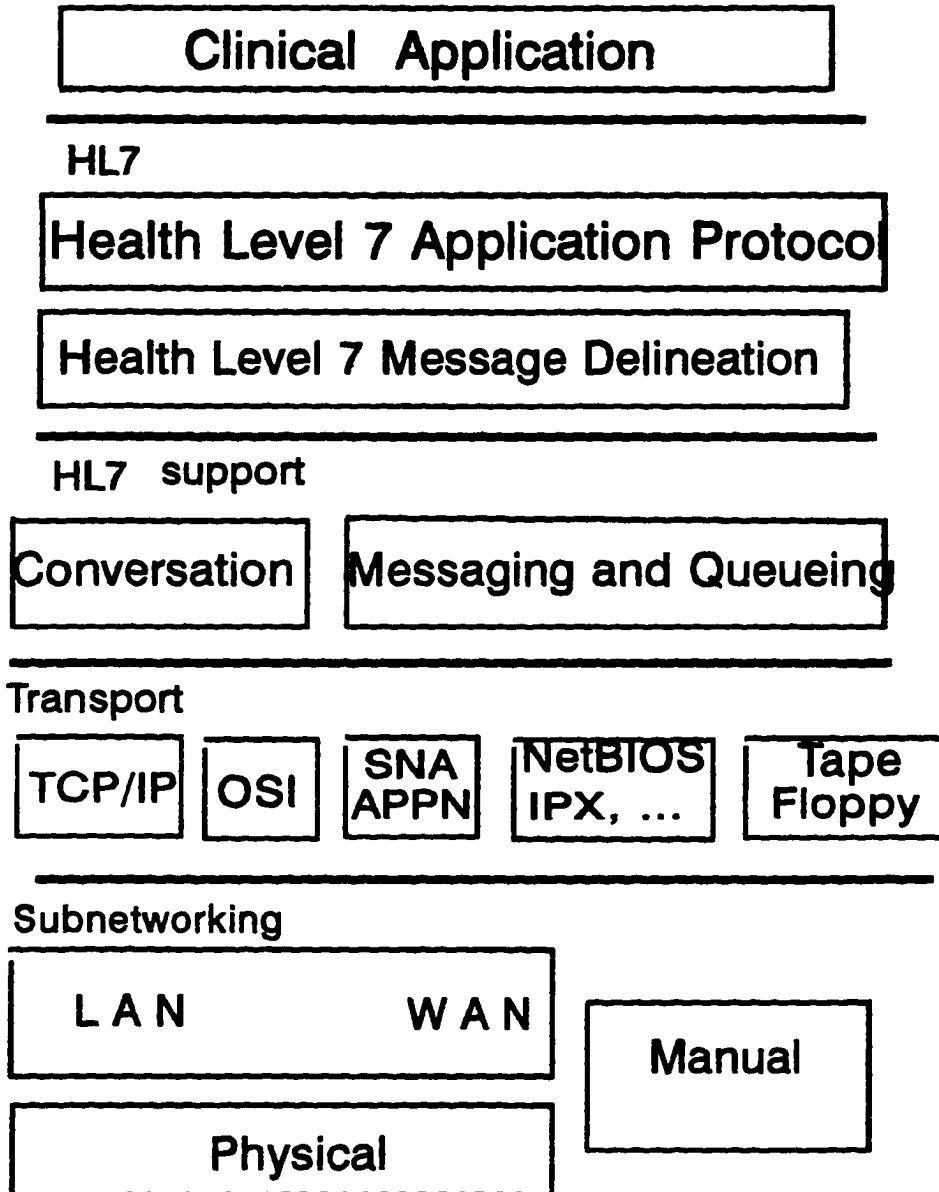 Clinical Application
HL7
Health Level 7 Application Protocol
Health Level 7 Message Delineation
HL7 support
Conversation
Messaging and Queueing
Transport
TCP/IP
OSI
SNA
APPN
NetBIOS
IPX, ...
Tape
Floppy
Subnetworking
LAN WAN
Manual
Physical